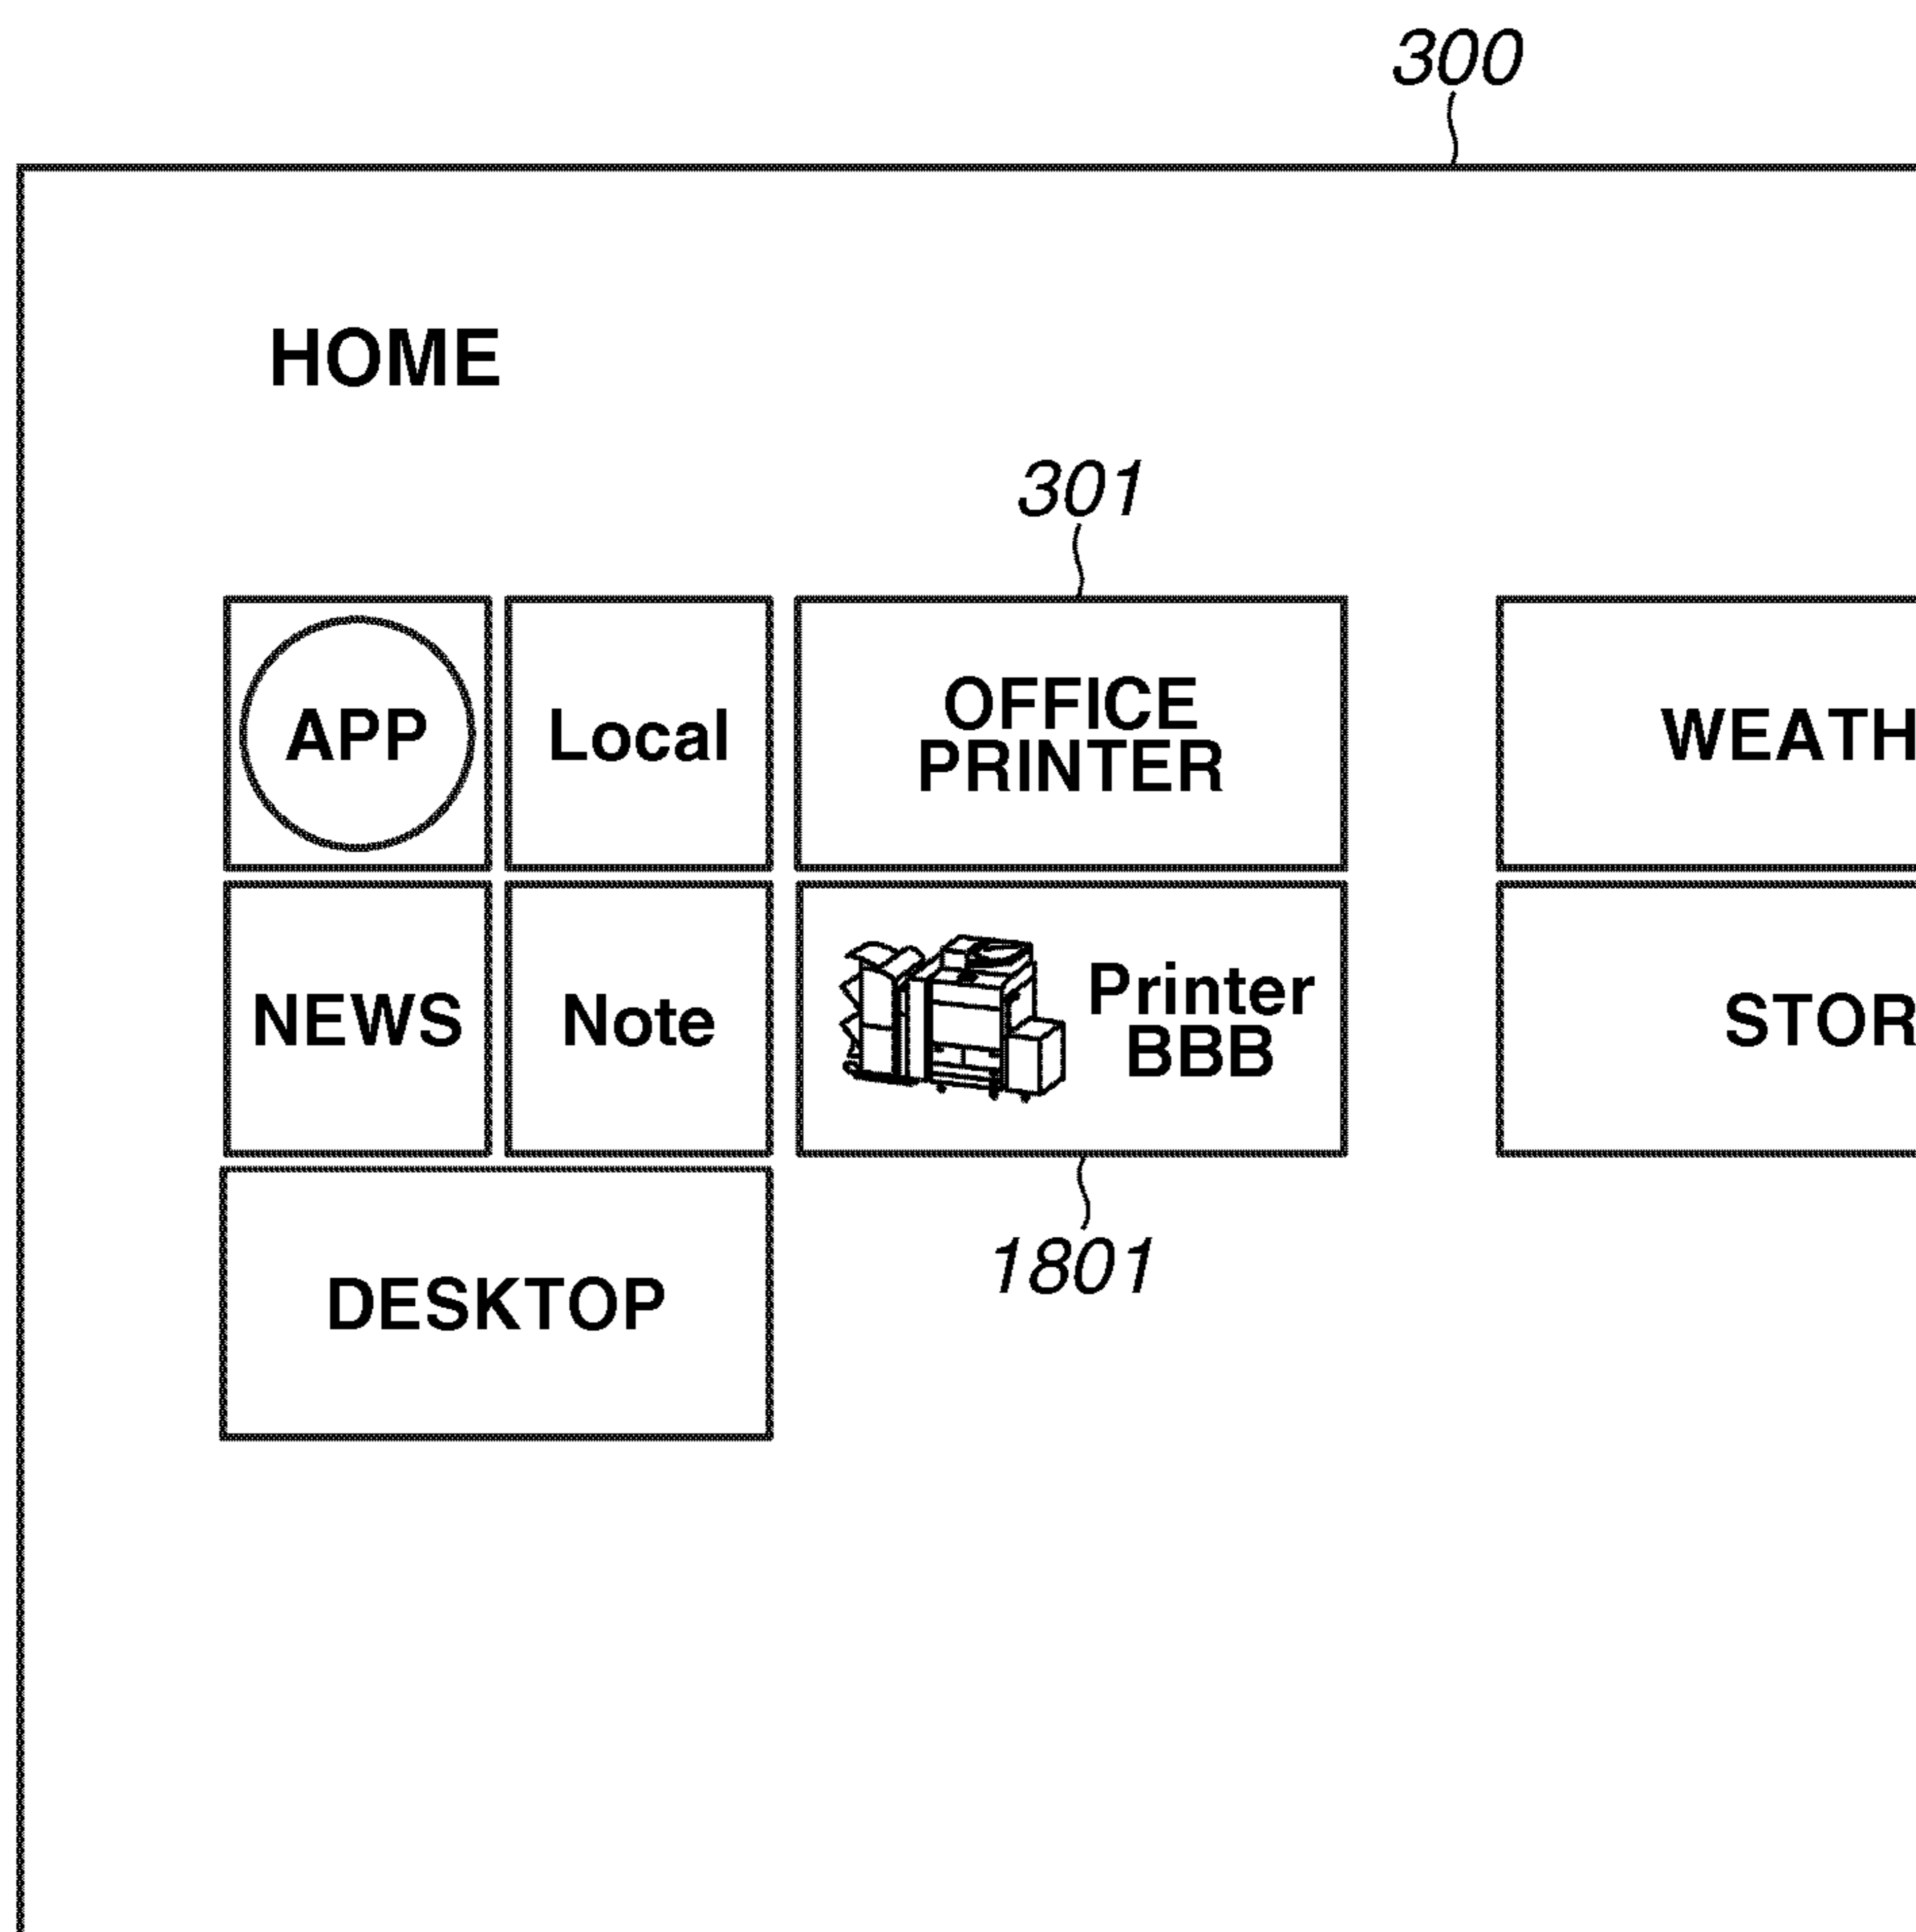 300
HOME
301
APP
Local
OFFICE
PRINTER
WEATH
NEWS
Note
Printer
BBB
STOR
DESKTOP
1801